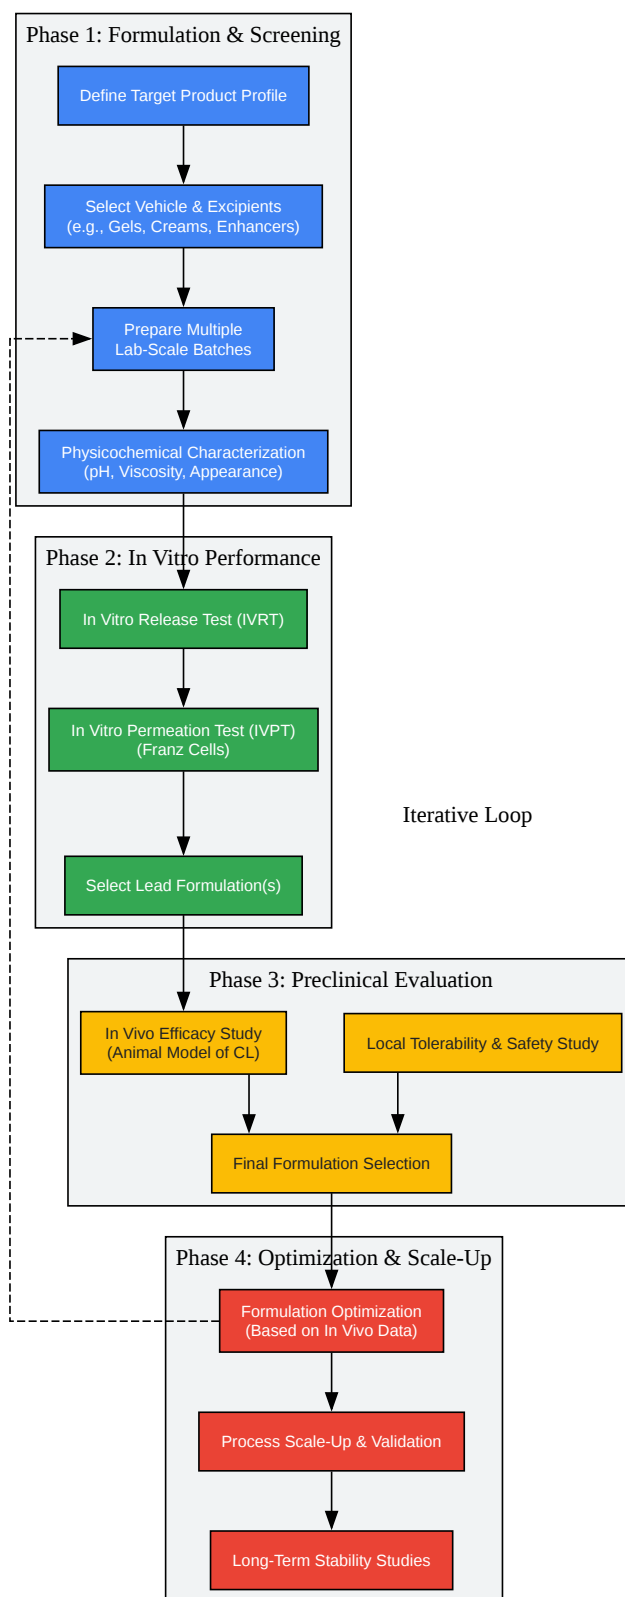 Phase 1: Formulation & Screening
Define Target Product Profile
Select Vehicle & Excipients
(e.g., Gels, Creams, Enhancers)
Prepare Multiple
Lab-Scale Batches
Physicochemical Characterization
(pH, Viscosity, Appearance)
Phase 2: In Vitro Performance
In Vitro Release Test (IVRT)
In Vitro Permeation Test (IVPT)
(Franz Cells)
Iterative Loop
Select Lead Formulation(s)
Phase 3: Preclinical Evaluation
In Vivo Efficacy Study
(Animal Model of CL)
Local Tolerability & Safety Study
Final Formulation Selection
Phase 4: Optimization & Scale-Up
Formulation Optimization
(Based on In Vivo Data)
Process Scale-Up & Validation
Long-Term Stability Studies